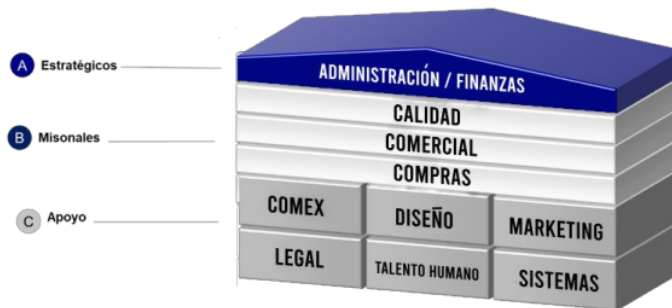 A Estratégicos
ADMINISTRACIÓN / FINANZAS
CALIDAD
B Misonales
COMERCIAL
COMPRAS
C Apoyo
COMEX DISEÑO MARKETING
LEGAL TALENTO HUMANO SISTEMAS